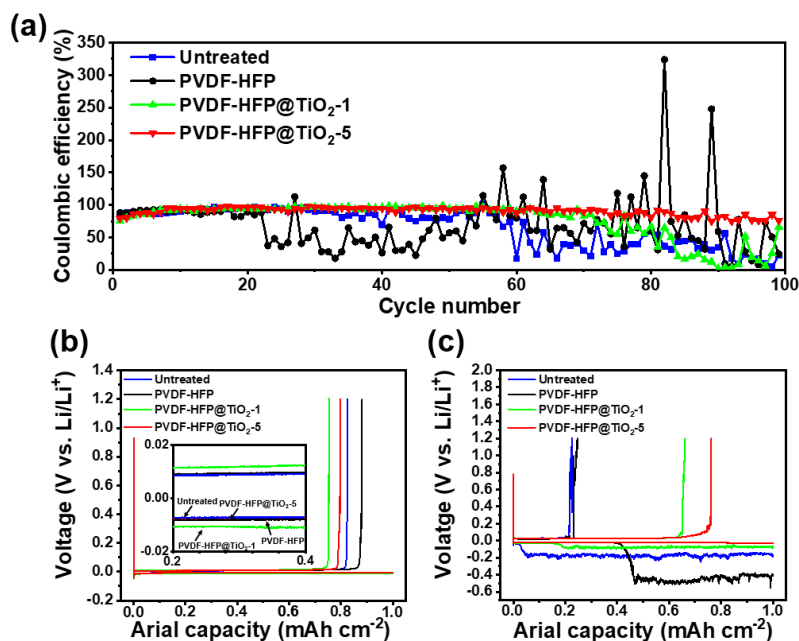 (a)
350
300
250
200
150
100
50
0
Coulombic efficiency (%)
Untreated
PVDF-HFP
PVDF-HFP@TiO₂-1
PVDF-HFP@TiO₂-5
0 20 40 60 80 100
Cycle number
(b)
1.4
1.2
1.0
0.8
0.6
0.4
0.2
0.0
-0.2
Voltage (V vs. Li/Li⁺)
Untreated
PVDF-HFP
PVDF-HFP@TiO₂-1
PVDF-HFP@TiO₂-5
0.02
0.01
0.00
-0.01
-0.02
Untreated
PVDF-HFP@TiO₂-5
PVDF-HFP@TiO₂-1
PVDF-HFP
0.2 0.4
0.0 0.2 0.4 0.6 0.8 1.0
Arial capacity (mAh cm⁻²)
(c)
2.0
1.8
1.6
1.4
1.2
1.0
0.8
0.6
0.4
0.2
0.0
-0.2
-0.4
-0.6
Volatge (V vs. Li/Li⁺)
Untreated
PVDF-HFP
PVDF-HFP@TiO₂-1
PVDF-HFP@TiO₂-5
0.0 0.2 0.4 0.6 0.8 1.0
Arial capacity (mAh cm⁻²)